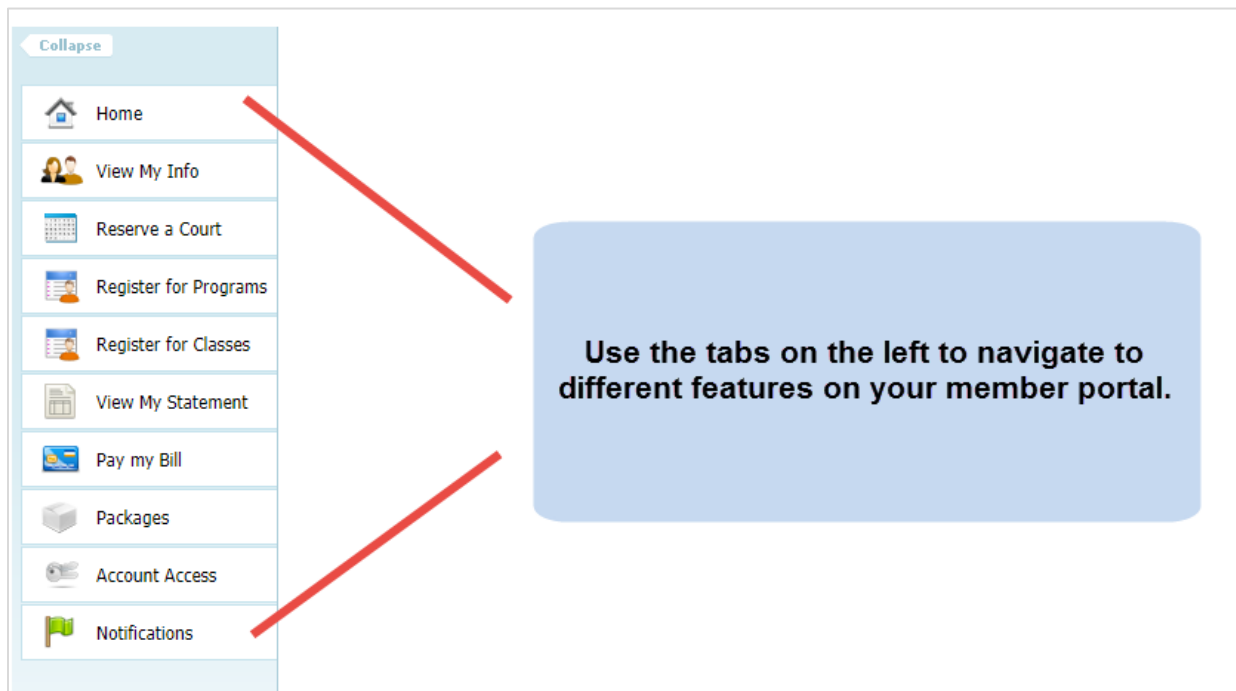 Collapse
Home
View My Info
Reserve a Court
Register for Programs
Register for Classes
View My Statement
Pay my Bill
Packages
Account Access
Notifications
Use the tabs on the left to navigate to
different features on your member portal.